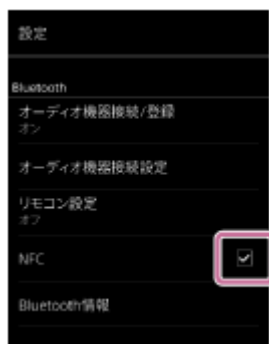 設定
Bluetooth
オーディオ機器接続/登録
オン
オーディオ機器接続設定
リモコン設定
オフ
NFC
Bluetooth情報